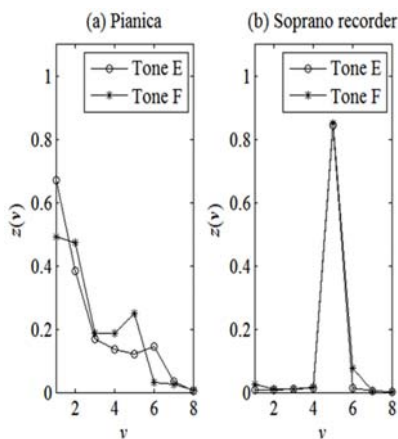 (a) Pianica
1
0.8
0.6
0.4
0.2
0
2 4 6 8
z(v)
v
Tone E
Tone F
(b) Soprano recorder
1
0.8
0.6
0.4
0.2
0
2 4 6 8
z(v)
v
Tone E
Tone F